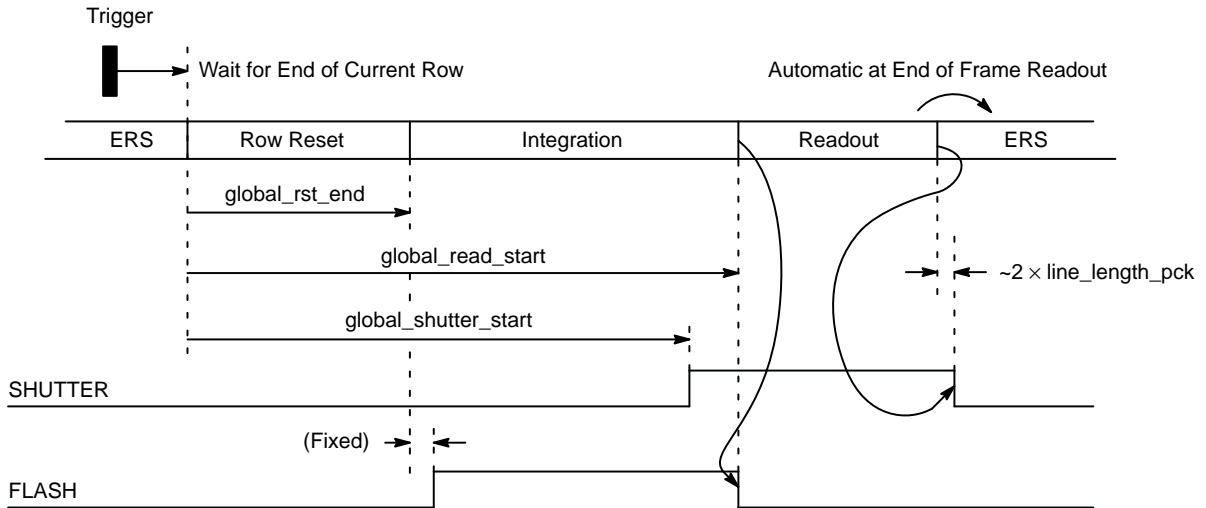 Trigger
Wait for End of Current Row
Automatic at End of Frame Readout
ERS
Row Reset
Integration
Readout
ERS
global_rst_end
global_read_start
~2 × line_length_pck
global_shutter_start
SHUTTER
(Fixed)
FLASH